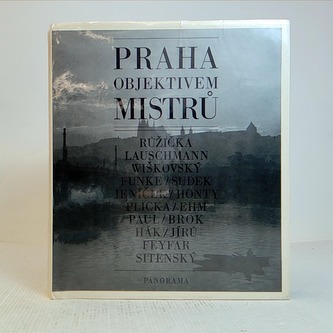 PRAHA
OBJEKTIVEM
MISTRŮ
RŮŽIČKA
LAUSCHMANN
WIŠKOVSKÝ
FUNKE/SUDEK
JENÍČEK/HONTY
PLICKA/EHM
PAUL/BROK
HÁK/JÍRŮ
FEYFAR
SITENSKÝ
PANORAMA